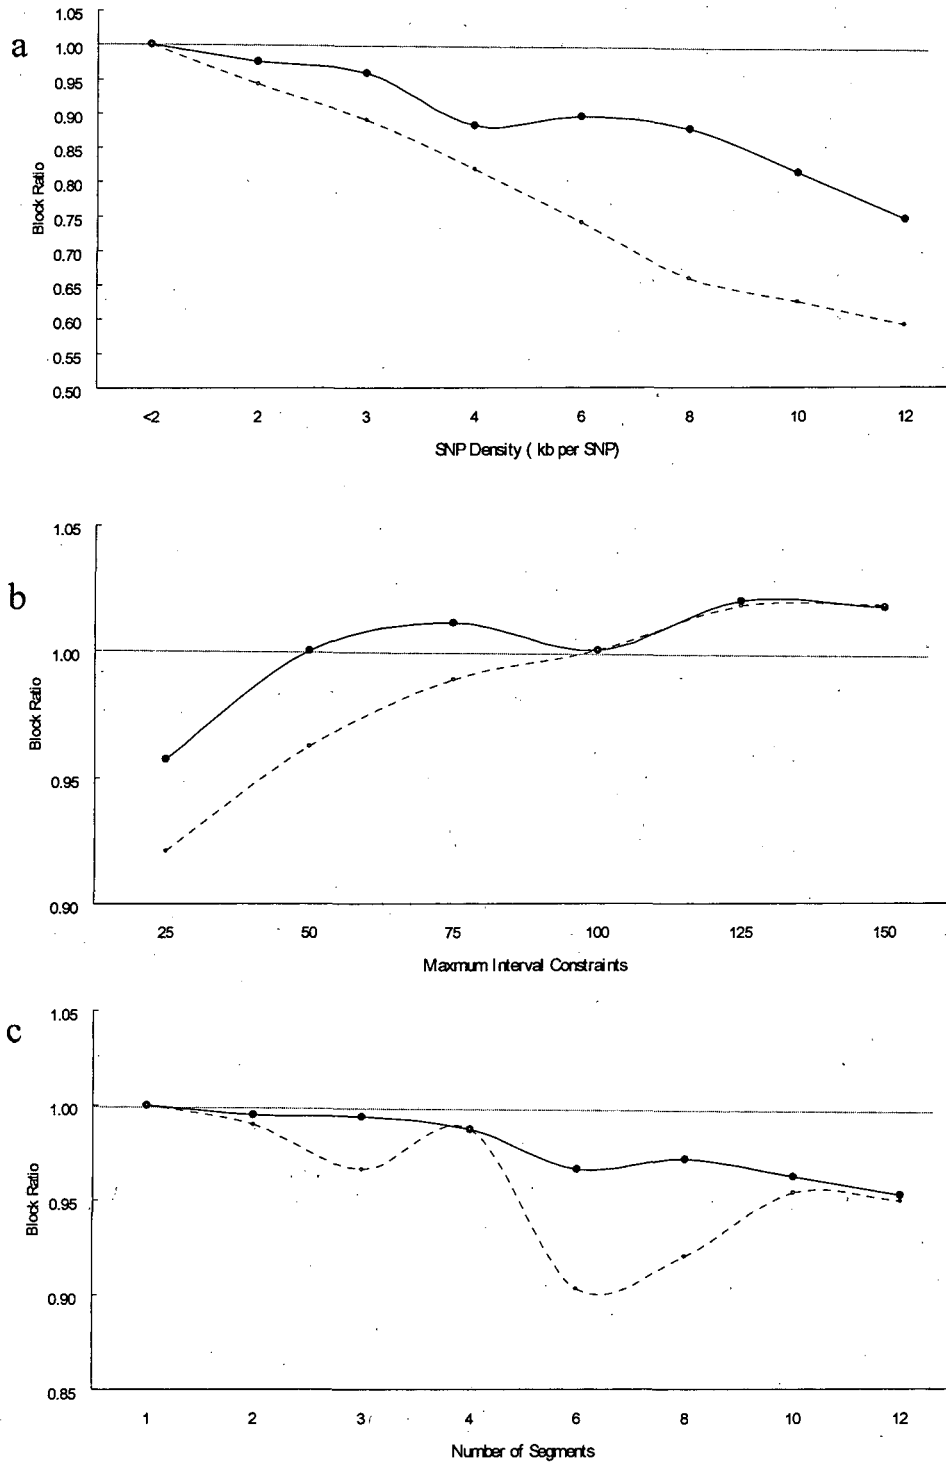 a
1.05
1.00
0.95
0.90
0.85
0.80
0.75
0.70
0.65
0.60
0.55
0.50
Block Ratio
<2 2 3 4 6 8 10 12
SNP Density ( kb per SNP)
b
1.05
1.00
0.95
0.90
Block Ratio
25 50 75 100 125 150
Maxmum Interval Constraints
c
1.05
1.00
0.95
0.90
0.85
Block Ratio
1 2 3 4 6 8 10 12
Number of Segments